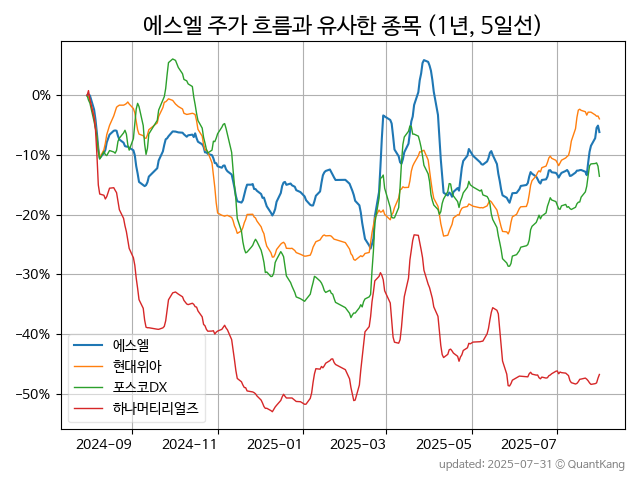 에스엘 주가 흐름과 유사한 종목 (1년, 5일선)
0%
−10%
−20%
−30%
−40%
−50%
에스엘
현대위아
포스코DX
하나머티리얼즈
2024-09 2024-11 2025-01 2025-03 2025-05 2025-07
updated: 2025-07-31 © QuantKang